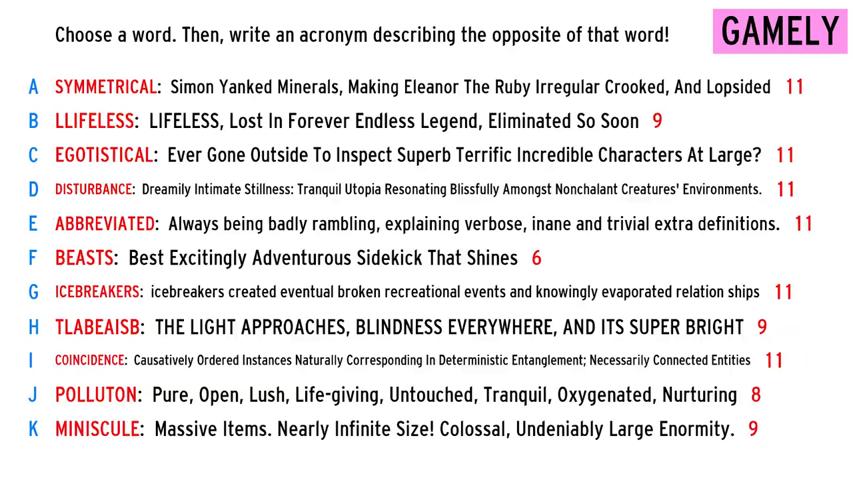 Choose a word. Then, write an acronym describing the opposite of that word!
GAMELY
A SYMMETRICAL: Simon Yanked Minerals, Making Eleanor The Ruby Irregular Crooked, And Lopsided 11
B LLIFELESS: LIFELESS, Lost In Forever Endless Legend, Eliminated So Soon 9
C EGOTISTICAL: Ever Gone Outside To Inspect Superb Terrific Incredible Characters At Large? 11
D DISTURBANCE: Dreamily Intimate Stillness: Tranquil Utopia Resonating Blissfully Amongst Nonchalant Creatures' Environments. 11
E ABBREVIATED: Always being badly rambling, explaining verbose, inane and trivial extra definitions. 11
F BEASTS: Best Excitingly Adventurous Sidekick That Shines 6
G ICEBREAKERS: icebreakers created eventual broken recreational events and knowingly evaporated relation ships 11
H TLABEAISB: THE LIGHT APPROACHES, BLINDNESS EVERYWHERE, AND ITS SUPER BRIGHT 9
I COINCIDENCE: Causatively Ordered Instances Naturally Corresponding In Deterministic Entanglement; Necessarily Connected Entities 11
J POLLUTON: Pure, Open, Lush, Life-giving, Untouched, Tranquil, Oxygenated, Nurturing 8
K MINISCULE: Massive Items. Nearly Infinite Size! Colossal, Undeniably Large Enormity. 9